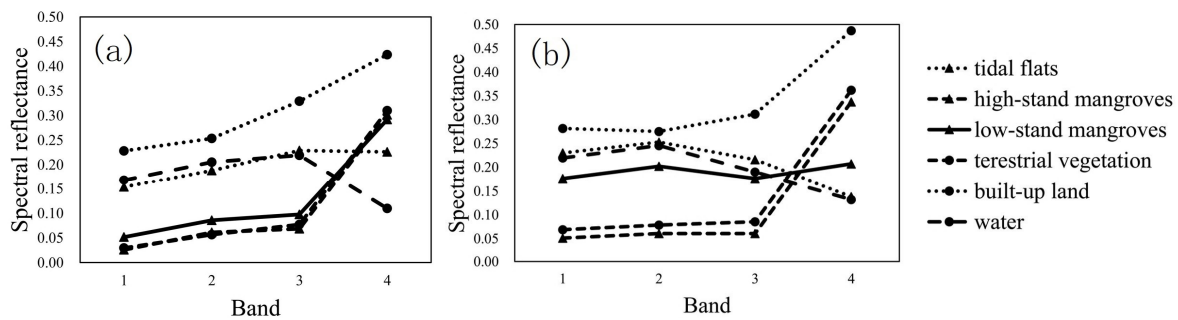 (a)
Spectral reflectance
0.50
0.45
0.40
0.35
0.30
0.25
0.20
0.15
0.10
0.05
0.00
1 2 3 4
Band
(b)
Spectral reflectance
0.50
0.45
0.40
0.35
0.30
0.25
0.20
0.15
0.10
0.05
0.00
1 2 3 4
Band
tidal flats
high-stand mangroves
low-stand mangroves
terestrial vegetation
built-up land
water